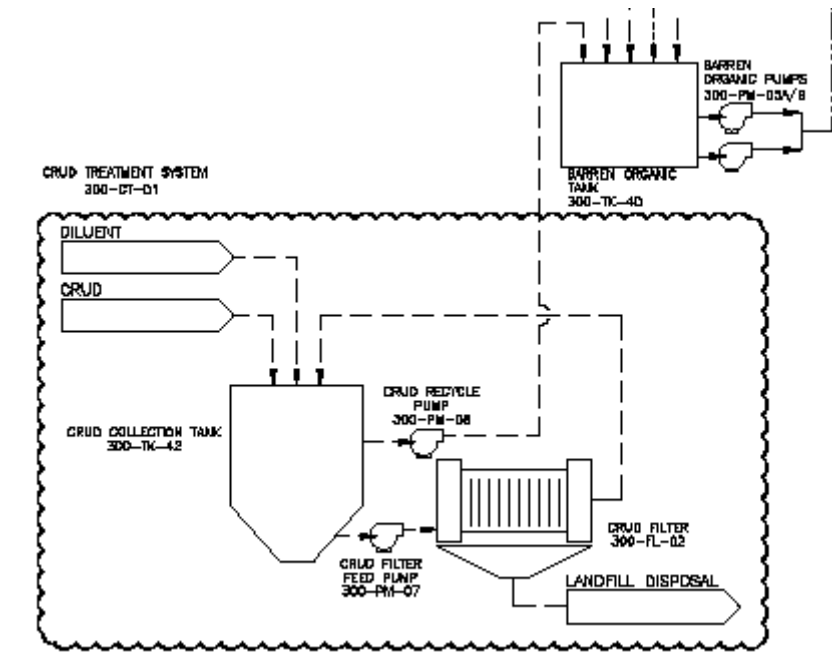 BARREN
ORGANIC PUMPS
300-PM-03A/B
BARREN ORGANIC
TANK
300-TK-40
CRUD TREATMENT SYSTEM
300-CT-01
DILUENT
CRUD
CRUD RECYCLE
PUMP
300-PM-08
CRUD COLLECTION TANK
300-TK-42
CRUD FILTER
300-FL-02
CRUD FILTER
FEED PUMP
300-PM-07
LANDFILL DISPOSAL